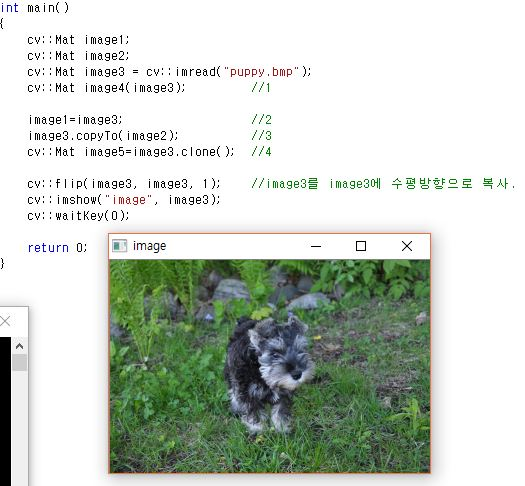 int main()
{
cv::Mat image1;
cv::Mat image2;
cv::Mat image3 = cv::imread("puppy.bmp");
cv::Mat image4(image3); //1
image1=image3; //2
image3.copyTo(image2); //3
cv::Mat image5=image3.clone(); //4
cv::flip(image3, image3, 1); //image3를 image3에 수평방향으로 복사.
cv::imshow("image", image3);
cv::waitKey(0);
return 0;
}
image